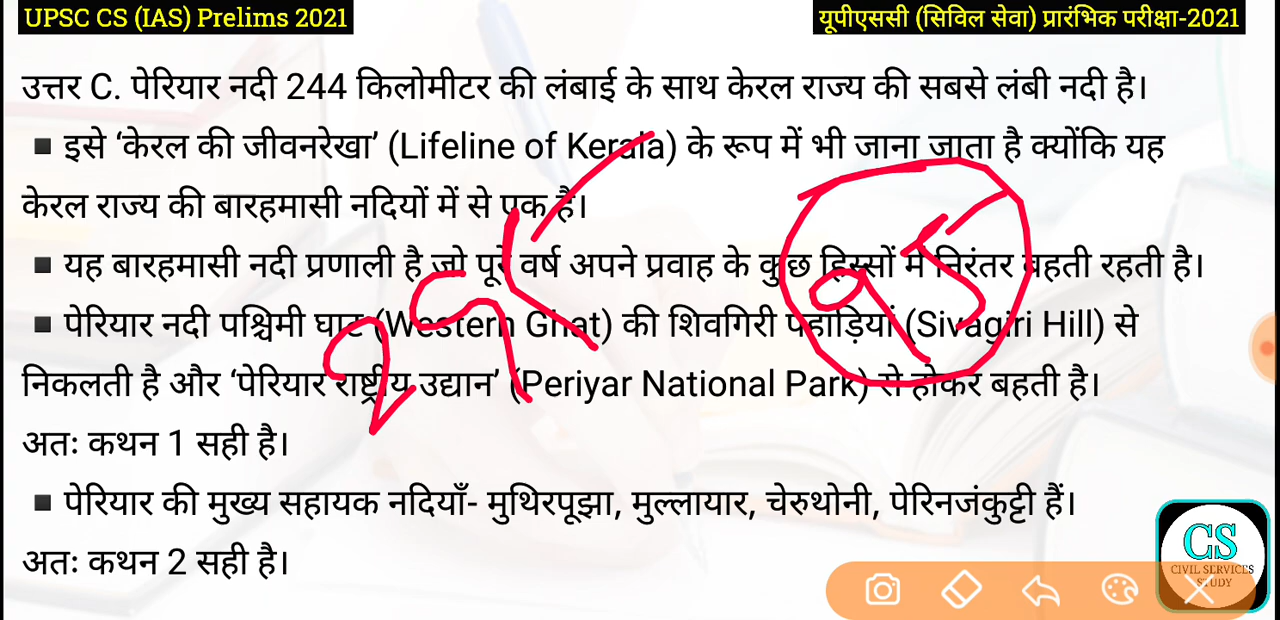 UPSC CS (IAS) Prelims 2021
यूपीएससी (सिविल सेवा) प्रारंभिक परीक्षा-2021
उत्तर C. पेरियार नदी 244 किलोमीटर की लंबाई के साथ केरल राज्य की सबसे लंबी नदी है।
▪ इसे ‘केरल की जीवनरेखा’ (Lifeline of Kerala) के रूप में भी जाना जाता है क्योंकि यह
केरल राज्य की बारहमासी नदियों में से एक है।
▪ यह बारहमासी नदी प्रणाली है जो पूरे वर्ष अपने प्रवाह के कुछ हिस्सों में निरंतर बहती रहती है।
▪ पेरियार नदी पश्चिमी घाट (Western Ghat) की शिवगिरी पहाड़ियां (Sivagiri Hill) से
निकलती है और ‘पेरियार राष्ट्रीय उद्यान’ (Periyar National Park) से होकर बहती है।
अतः कथन 1 सही है।
▪ पेरियार की मुख्य सहायक नदियाँ- मुथिरपूझा, मुल्लायार, चेरुथोनी, पेरिनजंकुट्टी हैं।
अतः कथन 2 सही है।
CS
CIVIL SERVICES
STUDY